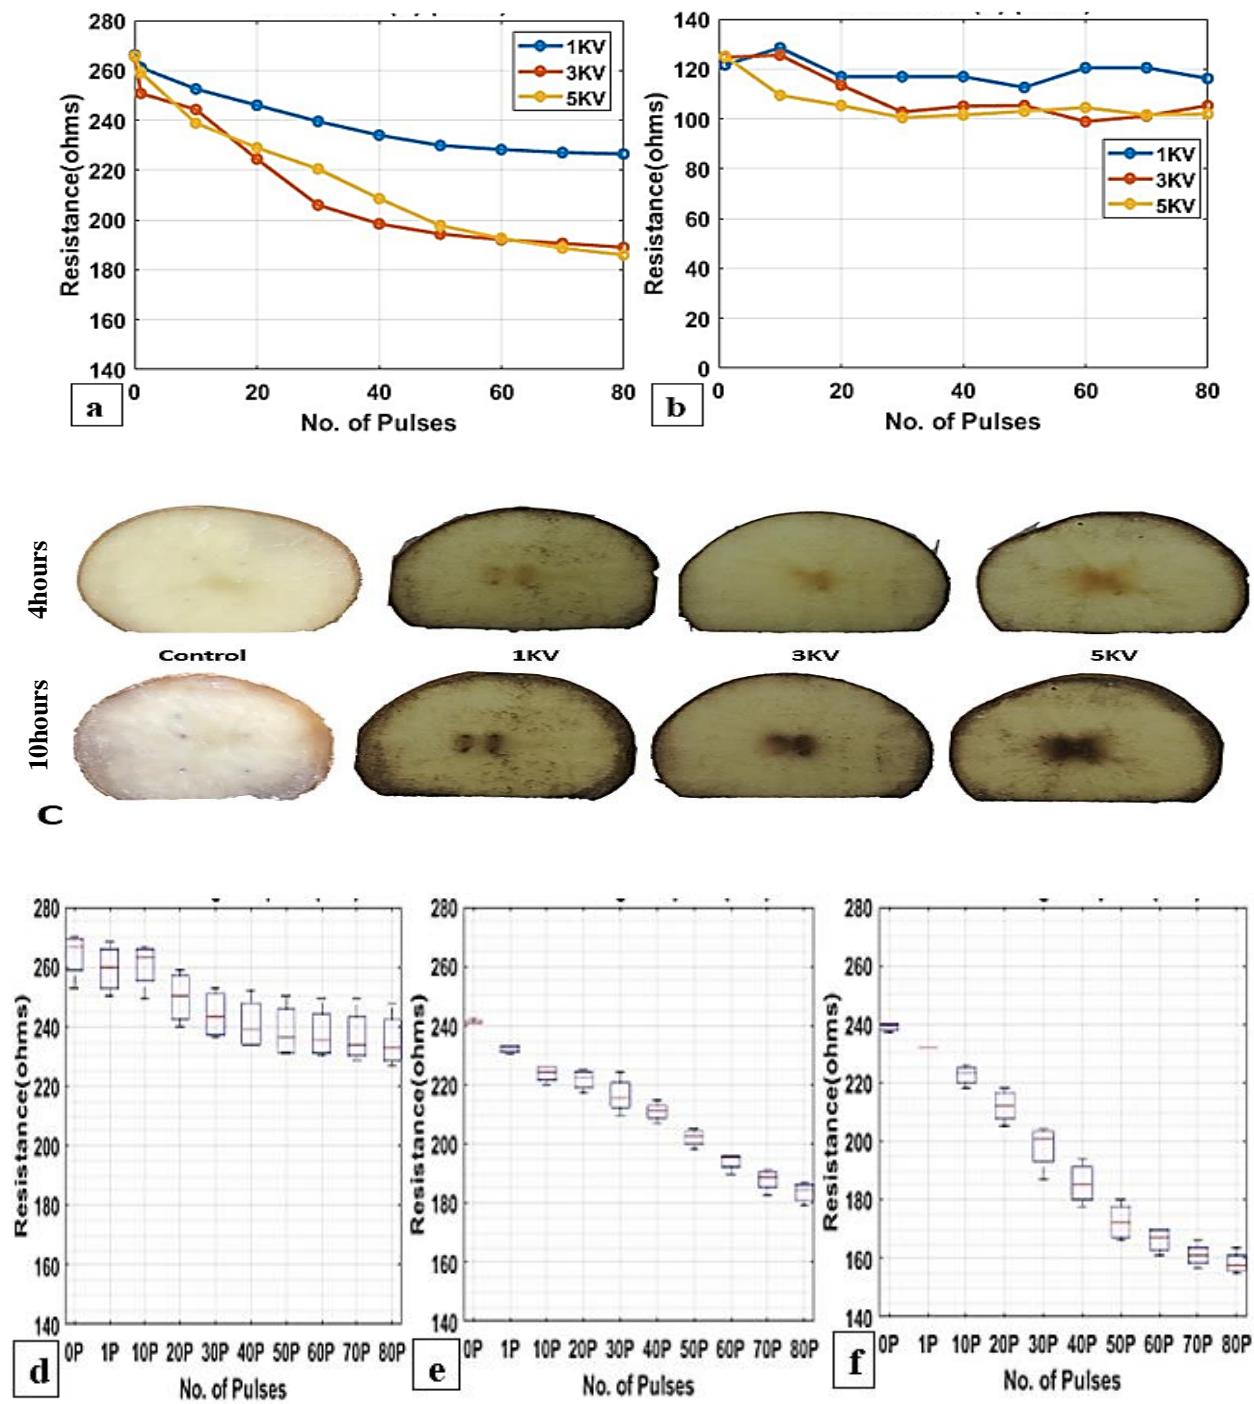 280
260
240
220
200
180
160
140
Resistance(ohms)
1KV
3KV
5KV
0 20 40 60 80
No. of Pulses
a
140
120
100
80
60
40
20
0
Resistance(ohms)
1KV
3KV
5KV
0 20 40 60 80
No. of Pulses
b
4hours
Control 1KV 3KV 5KV
10hours
C
280
260
240
220
200
180
160
140
Resistance(ohms)
0P 1P 10P 20P 30P 40P 50P 60P 70P 80P
No. of Pulses
d
280
260
240
220
200
180
160
140
Resistance(ohms)
0P 1P 10P 20P 30P 40P 50P 60P 70P 80P
No. of Pulses
e
280
260
240
220
200
180
160
140
Resistance(ohms)
0P 1P 10P 20P 30P 40P 50P 60P 70P 80P
No. of Pulses
f